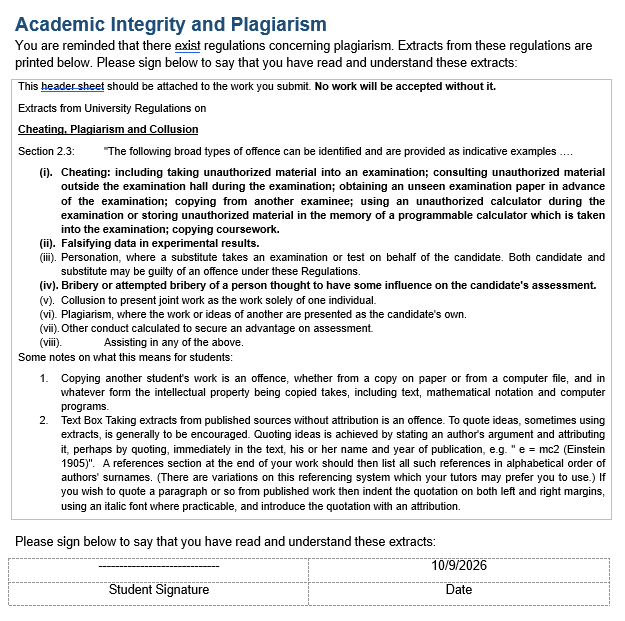 Academic Integrity and Plagiarism
You are reminded that there exist regulations concerning plagiarism. Extracts from these regulations are
printed below. Please sign below to say that you have read and understand these extracts:
This header sheet should be attached to the work you submit. No work will be accepted without it.
Extracts from University Regulations on
Cheating, Plagiarism and Collusion
Section 2.3: "The following broad types of offence can be identified and are provided as indicative examples ….
(i). Cheating: including taking unauthorized material into an examination; consulting unauthorized material
outside the examination hall during the examination; obtaining an unseen examination paper in advance
of the examination; copying from another examinee; using an unauthorized calculator during the
examination or storing unauthorized material in the memory of a programmable calculator which is taken
into the examination; copying coursework.
(ii). Falsifying data in experimental results.
(iii). Personation, where a substitute takes an examination or test on behalf of the candidate. Both candidate and
substitute may be guilty of an offence under these Regulations.
(iv). Bribery or attempted bribery of a person thought to have some influence on the candidate's assessment.
(v). Collusion to present joint work as the work solely of one individual.
(vi). Plagiarism, where the work or ideas of another are presented as the candidate's own.
(vii). Other conduct calculated to secure an advantage on assessment.
(viii). Assisting in any of the above.
Some notes on what this means for students:
1. Copying another student's work is an offence, whether from a copy on paper or from a computer file, and in
whatever form the intellectual property being copied takes, including text, mathematical notation and computer
programs.
2. Text Box Taking extracts from published sources without attribution is an offence. To quote ideas, sometimes using
extracts, is generally to be encouraged. Quoting ideas is achieved by stating an author's argument and attributing
it, perhaps by quoting, immediately in the text, his or her name and year of publication, e.g. " e = mc2 (Einstein
1905)". A references section at the end of your work should then list all such references in alphabetical order of
authors' surnames. (There are variations on this referencing system which your tutors may prefer you to use.) If
you wish to quote a paragraph or so from published work then indent the quotation on both left and right margins,
using an italic font where practicable, and introduce the quotation with an attribution.
Please sign below to say that you have read and understand these extracts:
----------------------------- 10/9/2026
Student Signature Date